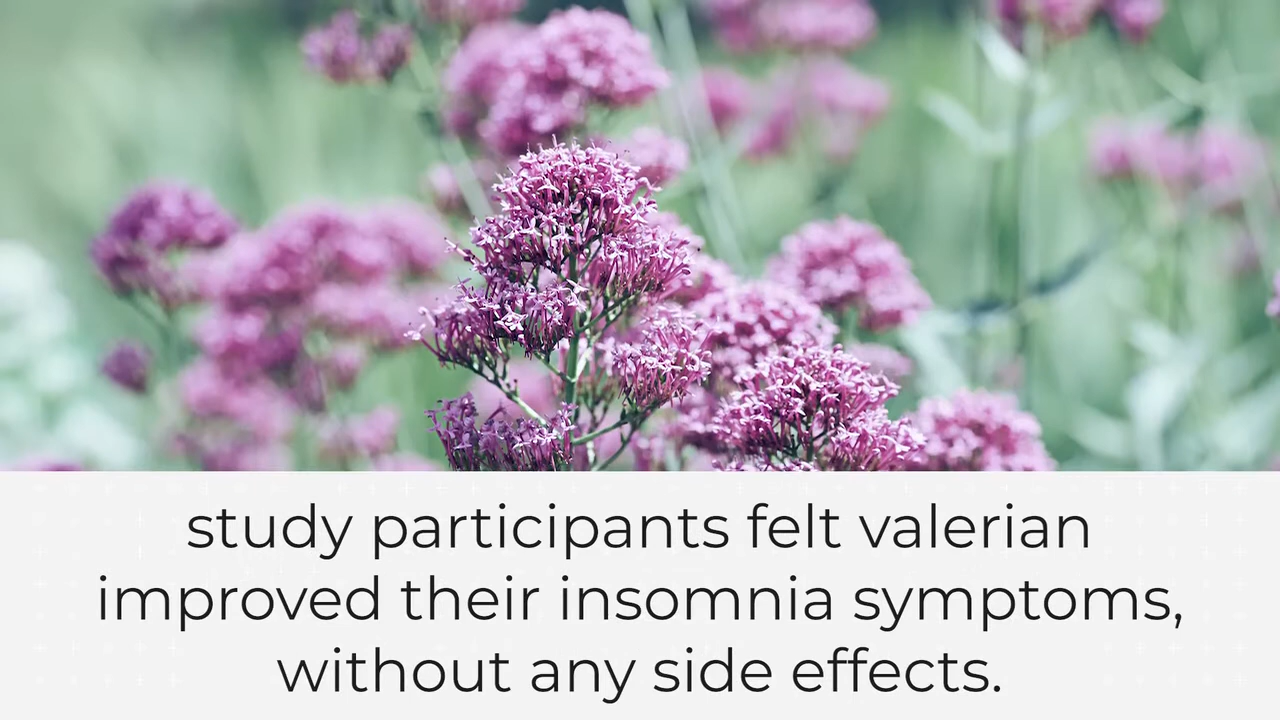 study participants felt valerian
improved their insomnia symptoms,
without any side effects.